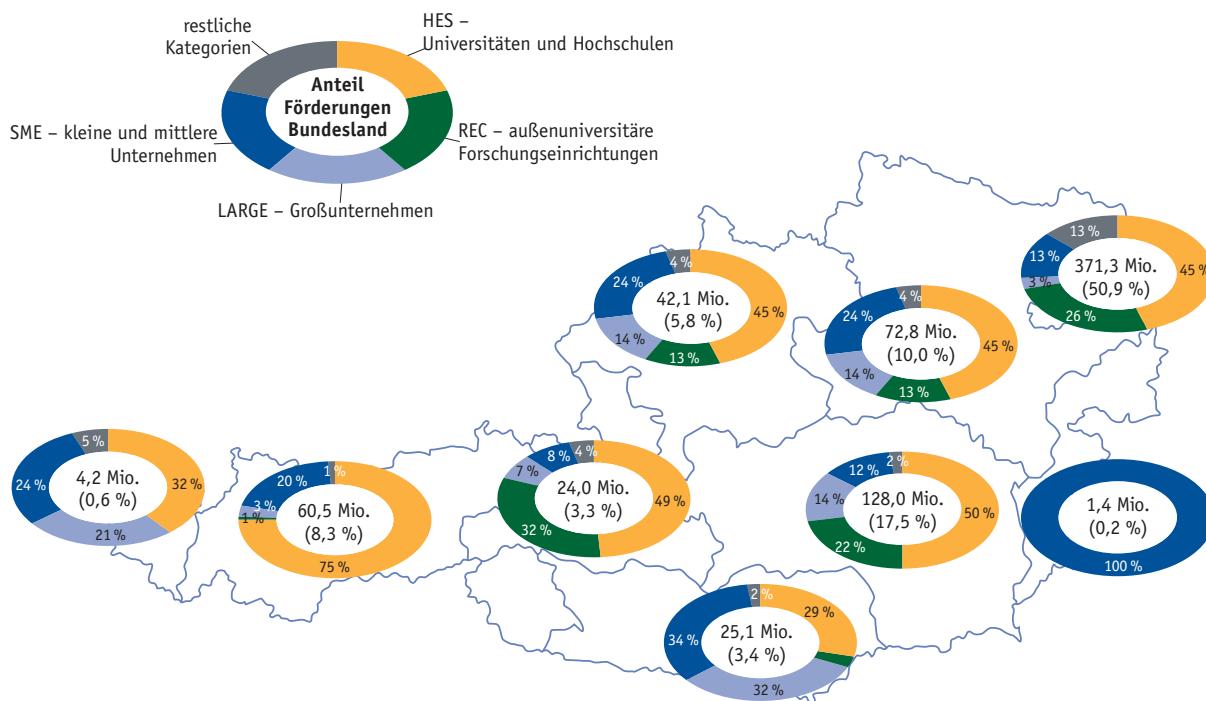 restliche
Kategorien
HES –
Universitäten und Hochschulen
Anteil
Förderungen
Bundesland
SME – kleine und mittlere
Unternehmen
REC – außenuniversitäre
Forschungseinrichtungen
LARGE – Großunternehmen
13 %
13 %
3 %
26 %
45 %
371,3 Mio.
(50,9 %)
4 %
24 %
14 %
13 %
45 %
42,1 Mio.
(5,8 %)
4 %
24 %
14 %
13 %
45 %
72,8 Mio.
(10,0 %)
5 %
24 %
21 %
32 %
4,2 Mio.
(0,6 %)
1 %
20 %
3 %
1 %
75 %
60,5 Mio.
(8,3 %)
4 %
8 %
7 %
32 %
49 %
24,0 Mio.
(3,3 %)
2 %
12 %
14 %
22 %
50 %
128,0 Mio.
(17,5 %)
1,4 Mio.
(0,2 %)
100 %
2 %
34 %
32 %
29 %
25,1 Mio.
(3,4 %)